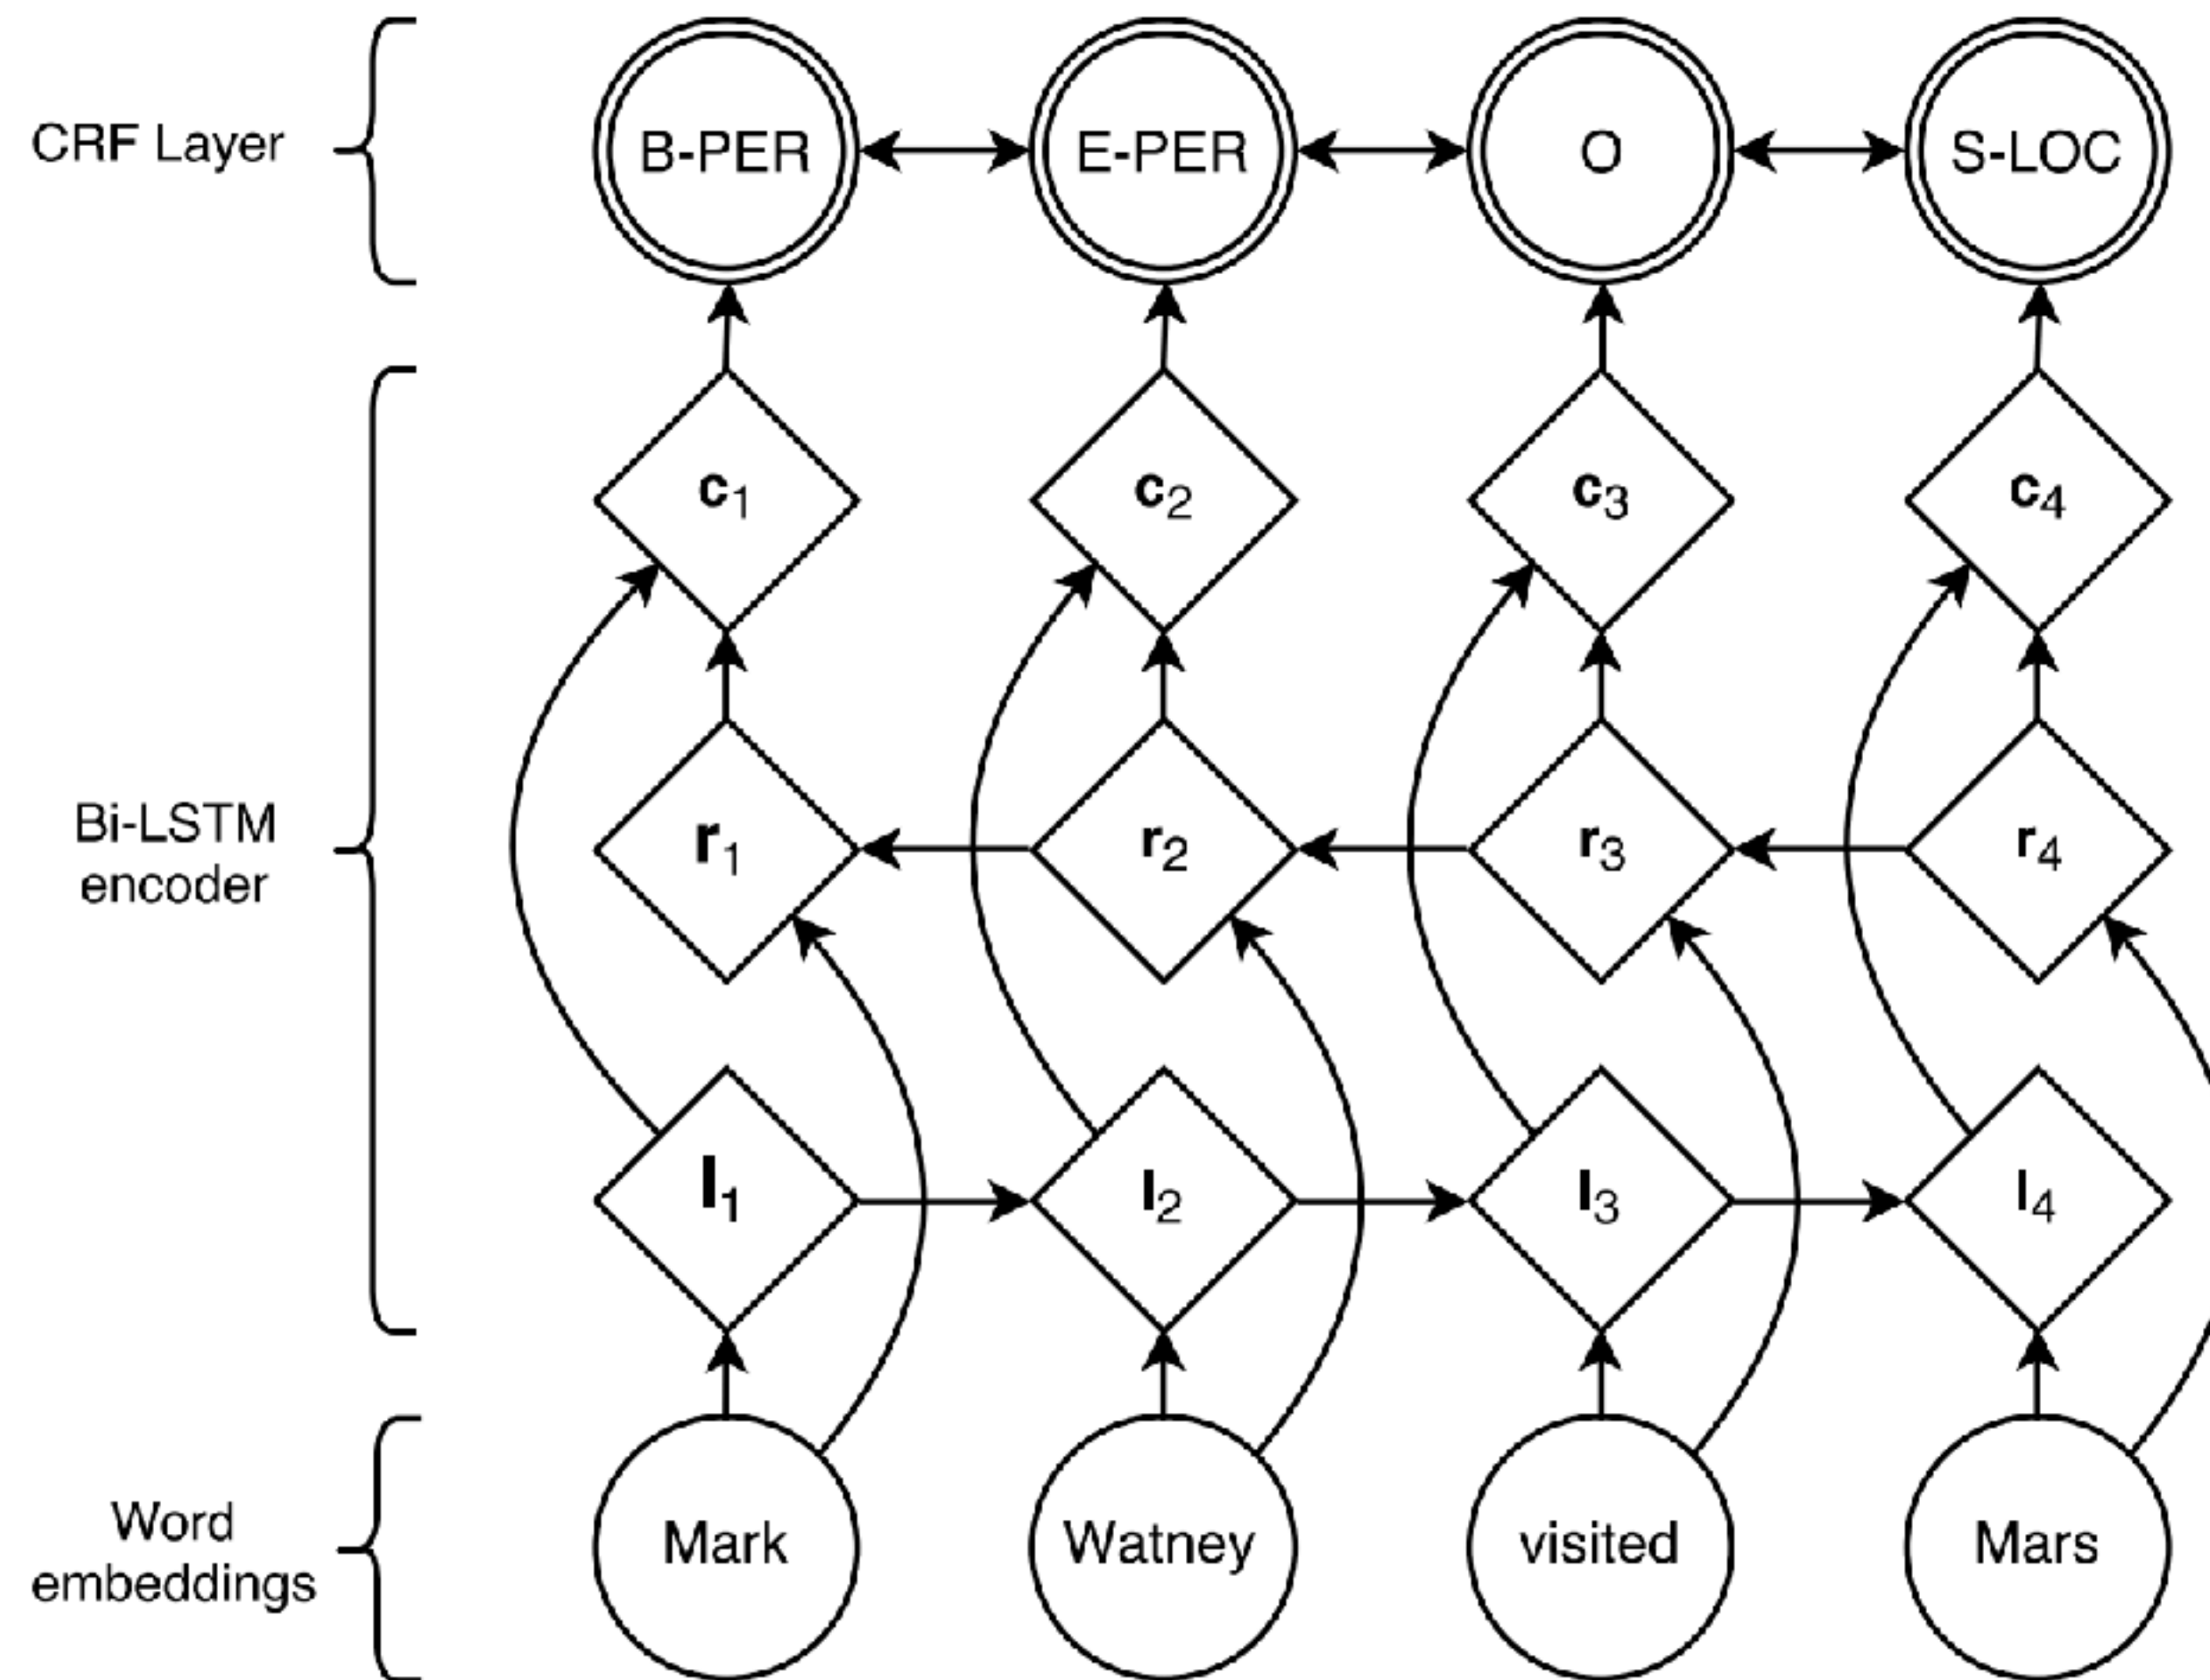 CRF Layer
B-PER
E-PER
O
S-LOC
c1
c2
c3
c4
Bi-LSTM
encoder
r1
r2
r3
r4
l1
l2
l3
l4
Word
embeddings
Mark
Watney
visited
Mars